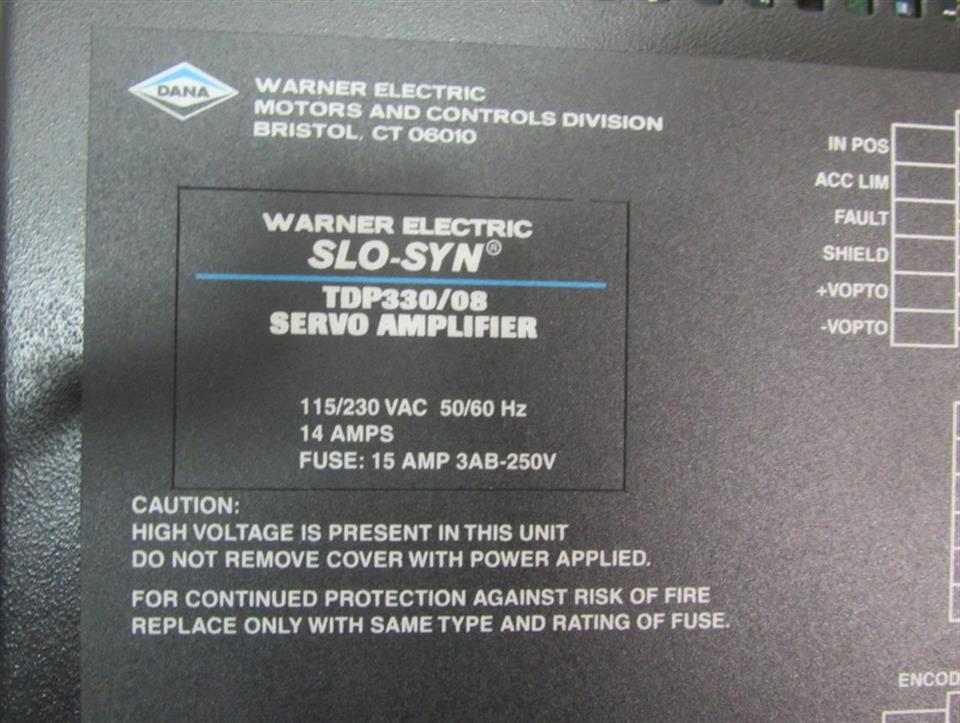 DANA
WARNER ELECTRIC
MOTORS AND CONTROLS DIVISION
BRISTOL, CT 06010
WARNER ELECTRIC
SLO-SYN®
TDP330/08
SERVO AMPLIFIER
115/230 VAC 50/60 Hz
14 AMPS
FUSE: 15 AMP 3AB-250V
CAUTION:
HIGH VOLTAGE IS PRESENT IN THIS UNIT
DO NOT REMOVE COVER WITH POWER APPLIED.
FOR CONTINUED PROTECTION AGAINST RISK OF FIRE
REPLACE ONLY WITH SAME TYPE AND RATING OF FUSE.
IN POS
ACC LIM
FAULT
SHIELD
+VOPTO
-VOPTO
ENCOD